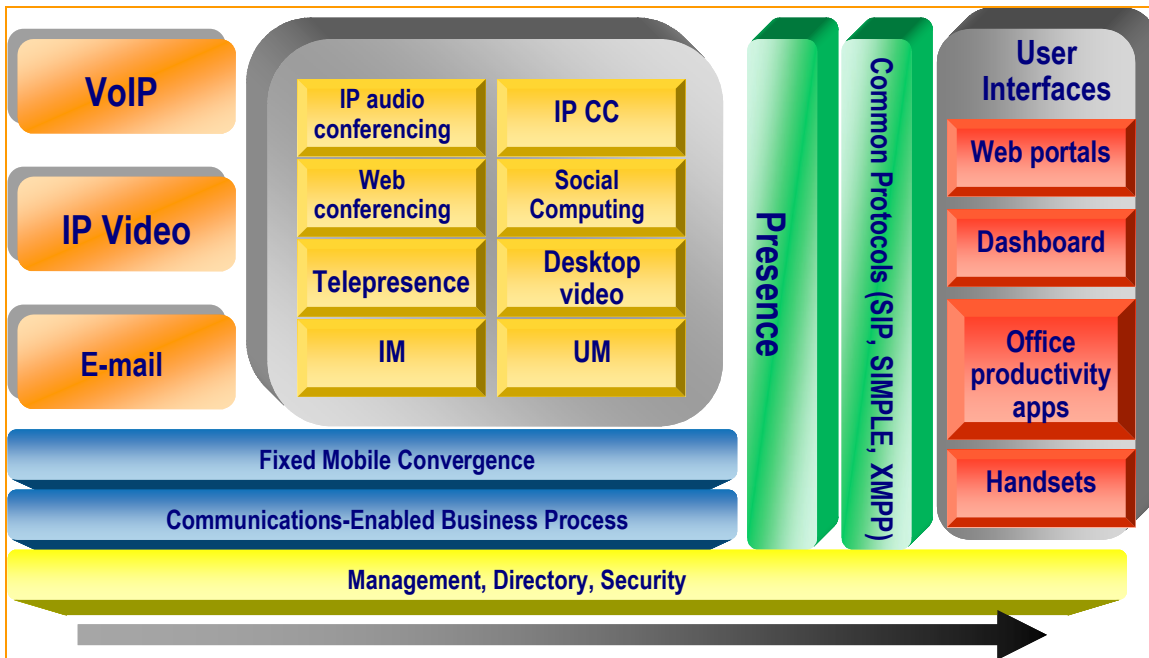 VoIP
IP Video
E-mail
IP audio
conferencing
IP CC
Web
conferencing
Social
Computing
Telepresence
Desktop
video
IM
UM
Fixed Mobile Convergence
Communications-Enabled Business Process
Management, Directory, Security
Presence
Common Protocols (SIP, SIMPLE, XMPP)
User
Interfaces
Web portals
Dashboard
Office
productivity
apps
Handsets